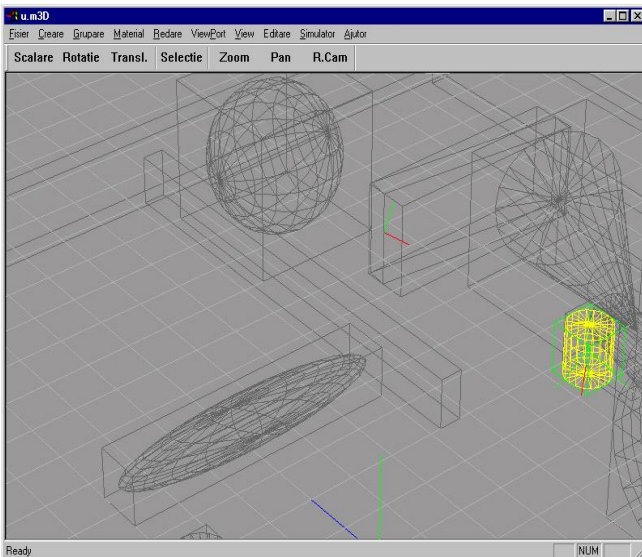 u.m3D
Fisier Creare Grupare Material Redare ViewPort View Editare Simulator Ajutor
Scalare Rotatie Transl. Selectie Zoom Pan R.Cam
Ready NUM